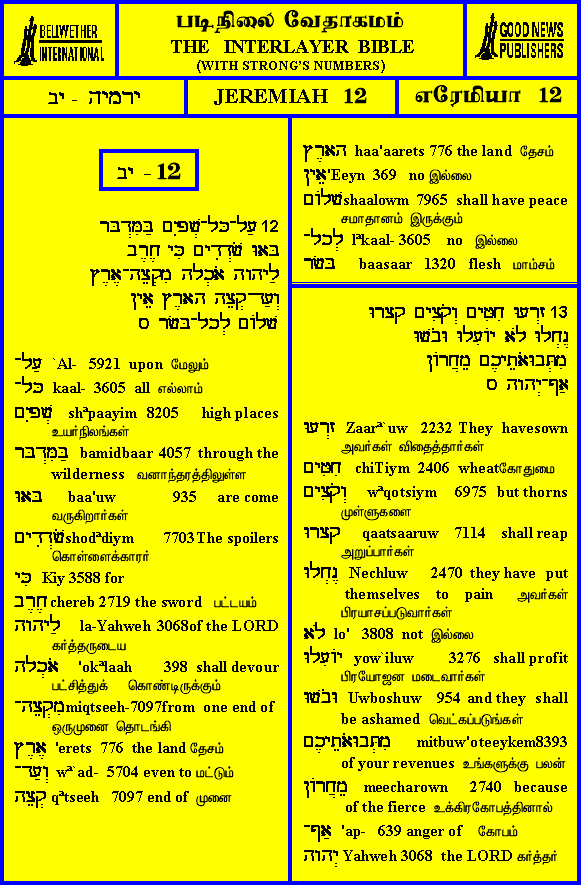 BELLWETHER
INTERNATIONAL
படிநிலை வேதாகமம்
THE INTERLAYER BIBLE
(WITH STRONG'S NUMBERS)
GOOD NEWS
PUBLISHERS
ירמיה - יב
JEREMIAH 12
எரேமியா 12
12 - יב
12 עַל־כָּל־שְׁפָיִם בַּמִּדְבָּר
בָּאוּ שֹׁדְדִים כִּי חֶרֶב
לַיהוָה אֹכְלָה מִקְצֵה־אֶרֶץ
וְעַד־קְצֵה הָאָרֶץ אֵין
שָׁלוֹם לְכָל־בָּשָׂר ס
עַל־ `Al- 5921 upon மேலும்
כָּל־ kaal- 3605 all எல்லாம்
שְׁפָיִם shªpaayim 8205 high places
உயர்நிலங்கள்
בַּמִּדְבָּר bamidbaar 4057 through the
wilderness வனாந்தரத்திலுள்ள
בָּאוּ baa'uw 935 are come
வருகிறார்கள்
שֹׁדְדִים shodªdiym 7703 The spoilers
கொள்ளைக்காரர்
כִּי Kiy 3588 for
חֶרֶב chereb 2719 the sword பட்டயம்
לַיהוָה la-Yahweh 3068of the LORD
கர்த்தருடைய
אֹכְלָה 'okªlaah 398 shall devour
பட்சித்துக் கொண்டிருக்கும்
מִקְצֵה־ miqtseeh-7097from one end of
ஒருமுனை தொடங்கி
אֶרֶץ 'erets 776 the land தேசம்
וְעַד־ wª`ad- 5704 even to மட்டும்
קְצֵה qªtseeh 7097 end of முனை
הָאָרֶץ haa'aarets 776 the land தேசம்
אֵין 'Eeyn 369 no இல்லை
שָׁלוֹם shaalowm 7965 shall have peace
சமாதானம் இருக்கும்
לְכָל־ lªkaal- 3605 no இல்லை
בָּשָׂר baasaar 1320 flesh மாம்சம்
13 זָרְעוּ חִטִּים וְקֹצִים קָצָרוּ
נֶחְלוּ לֹא יוֹעִלוּ וּבֹשׁוּ
מִתְּבוּאֹתֵיכֶם מֵחֲרוֹן
אַף־יְהוָה ס
זָרְעוּ Zaarª`uw 2232 They havesown
அவர்கள் விதைத்தார்கள்
חִטִּים chiTiym 2406 wheatகோதுமை
וְקֹצִים wªqotsiym 6975 but thorns
முள்ளுகளை
קָצָרוּ qaatsaaruw 7114 shall reap
அறுப்பார்கள்
נֶחְלוּ Nechluw 2470 they have put
themselves to pain அவர்கள்
பிரயாசப்படுவார்கள்
לֹא lo' 3808 not இல்லை
יוֹעִלוּ yow`iluw 3276 shall profit
பிரயோஜன மடைவார்கள்
וּבֹשׁוּ Uwboshuw 954 and they shall
be ashamed வெட்கப்படுங்கள்
מִתְּבוּאֹתֵיכֶם mitbuw'oteeykem8393
of your revenues உங்களுக்கு பலன்
מֵחֲרוֹן meecharown 2740 because
of the fierce உக்கிரகோபத்தினால்
אַף־ 'ap- 639 anger of கோபம்
יְהוָה Yahweh 3068 the LORD கர்த்தர்